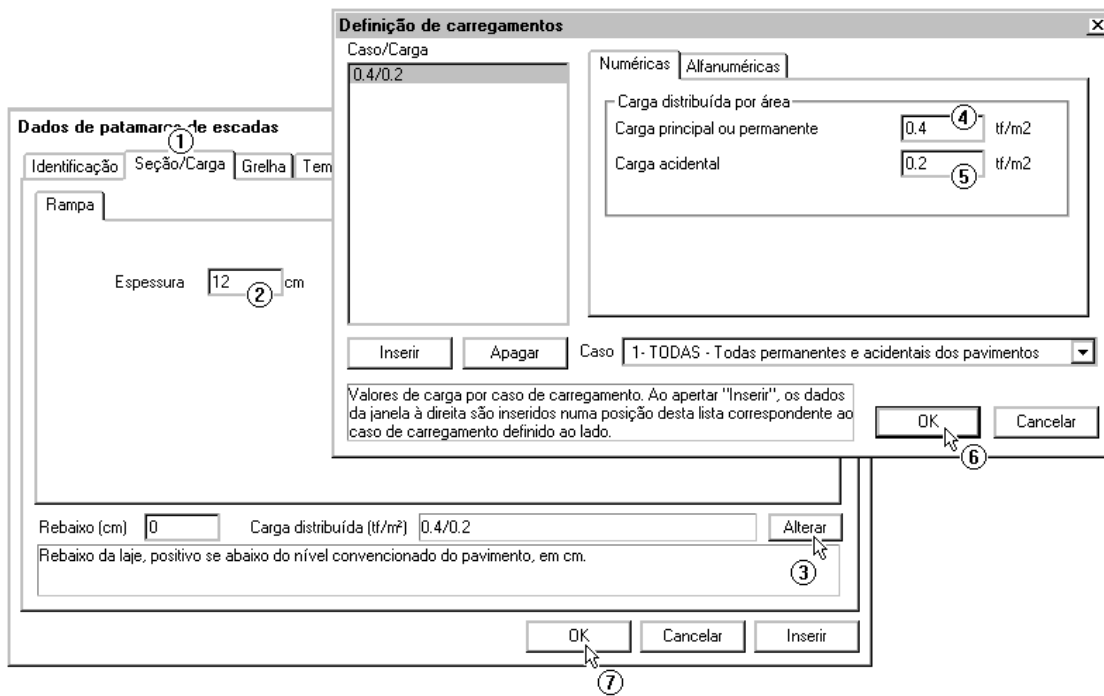 Definição de carregamentos
Caso/Carga
0.4/0.2
Numéricas Alfanuméricas
Carga distribuída por área
Carga principal ou permanente 0.4 4 tf/m2
Carga acidental 0.2 5 tf/m2
Inserir Apagar Caso 1- TODAS - Todas permanentes e acidentais dos pavimentos
Valores de carga por caso de carregamento. Ao apertar "Inserir", os dados
da janela à direita são inseridos numa posição desta lista correspondente ao
caso de carregamento definido ao lado.
OK Cancelar
6
Dados de patamares de escadas
1
Identificação Seção/Carga Grelha Tem
Rampa
Espessura 12 2 cm
Rebaixo (cm) 0 Carga distribuída (tf/m²) 0.4/0.2 Alterar
3
Rebaixo da laje, positivo se abaixo do nível convencionado do pavimento, em cm.
OK Cancelar Inserir
7